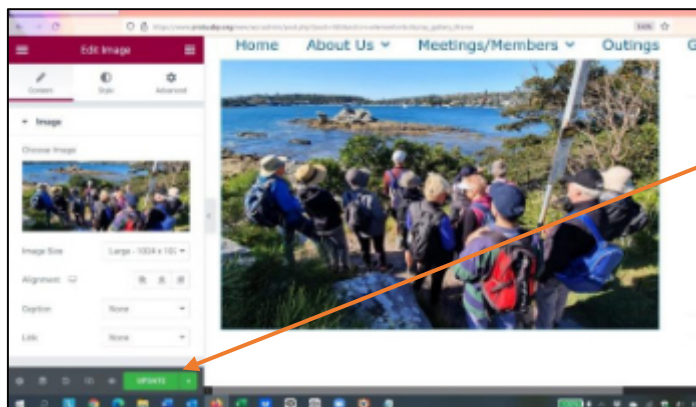 Edit Image
Home About Us Meetings/Members Outings G
Content Style Advanced
Image
Choose Image
Image Size Large - 1024 x
Alignment
Caption None
Link None
UPDATE